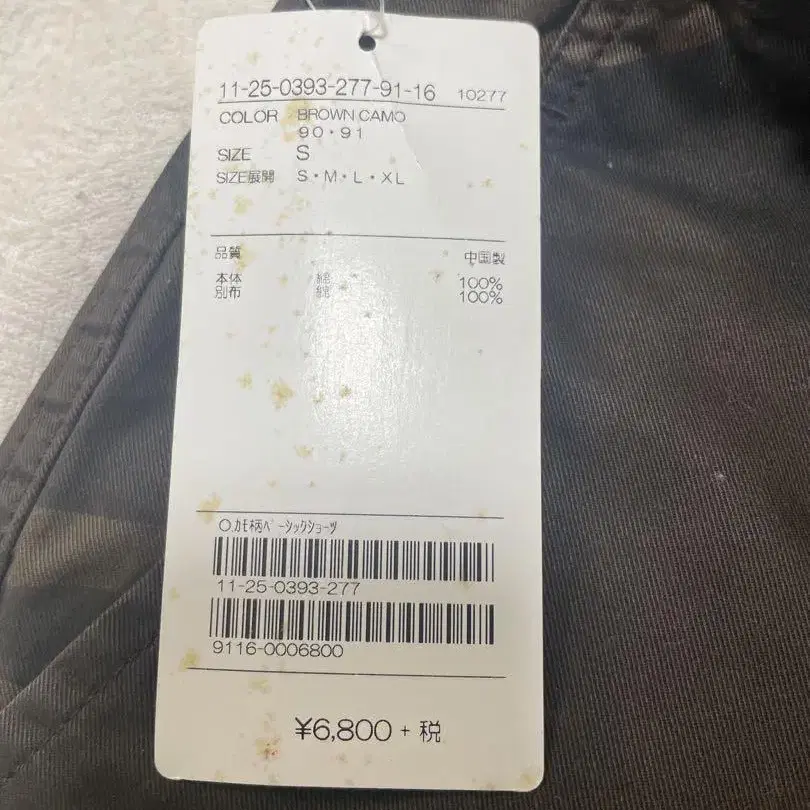 11-25-0393-277-91-16 10277
COLOR BROWN CAMO
90・91
SIZE S
SIZE展開 S・M・L・XL
品質 中国製
本体 綿 100%
別布 綿 100%
O.ｶﾓ柄ﾍﾞｰｼｯｸｼｮｰﾂ
11-25-0393-277
9116-0006800
¥6,800 + 税